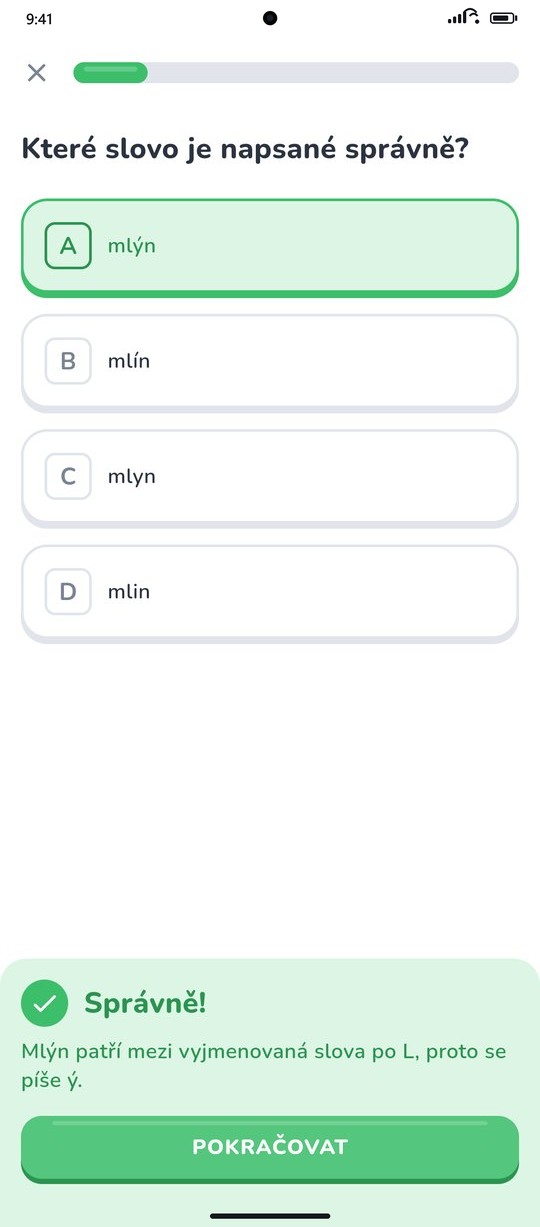 9:41
Které slovo je napsané správně?
A mlýn
B mlín
C mlyn
D mlin
Správně!
Mlýn patří mezi vyjmenovaná slova po L, proto se
píše ý.
POKRAČOVAT